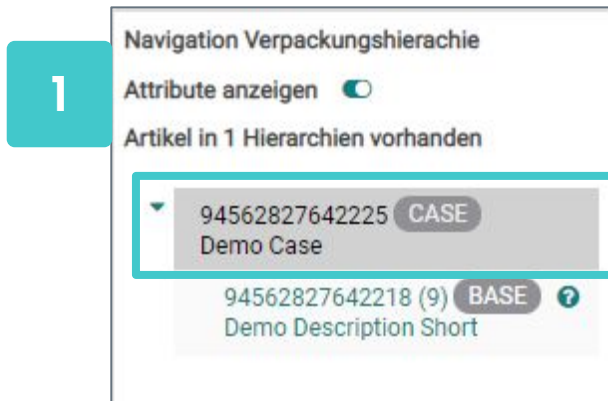 1
Navigation Verpackungshierachie
Attribute anzeigen
Artikel in 1 Hierarchien vorhanden
94562827642225 CASE
Demo Case
94562827642218 (9) BASE ?
Demo Description Short